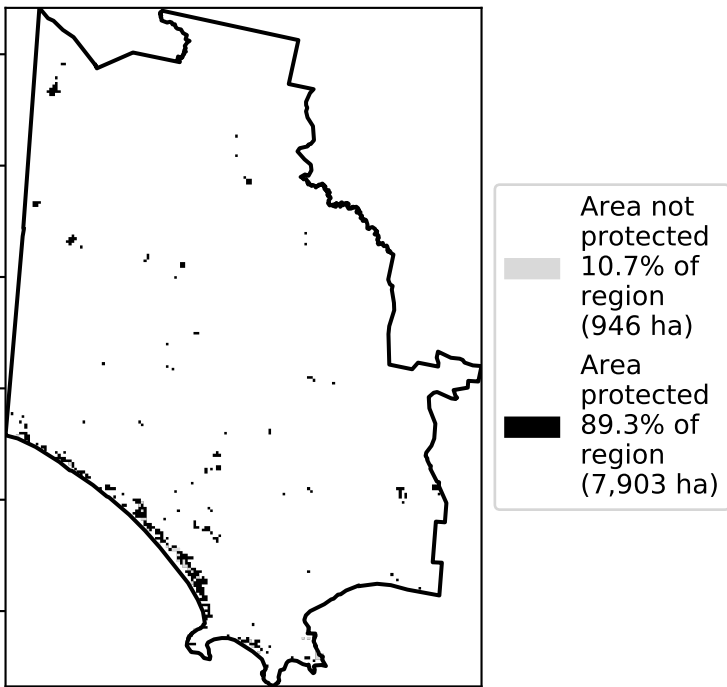 Area not
protected
10.7% of
region
(946 ha)
Area
protected
89.3% of
region
(7,903 ha)